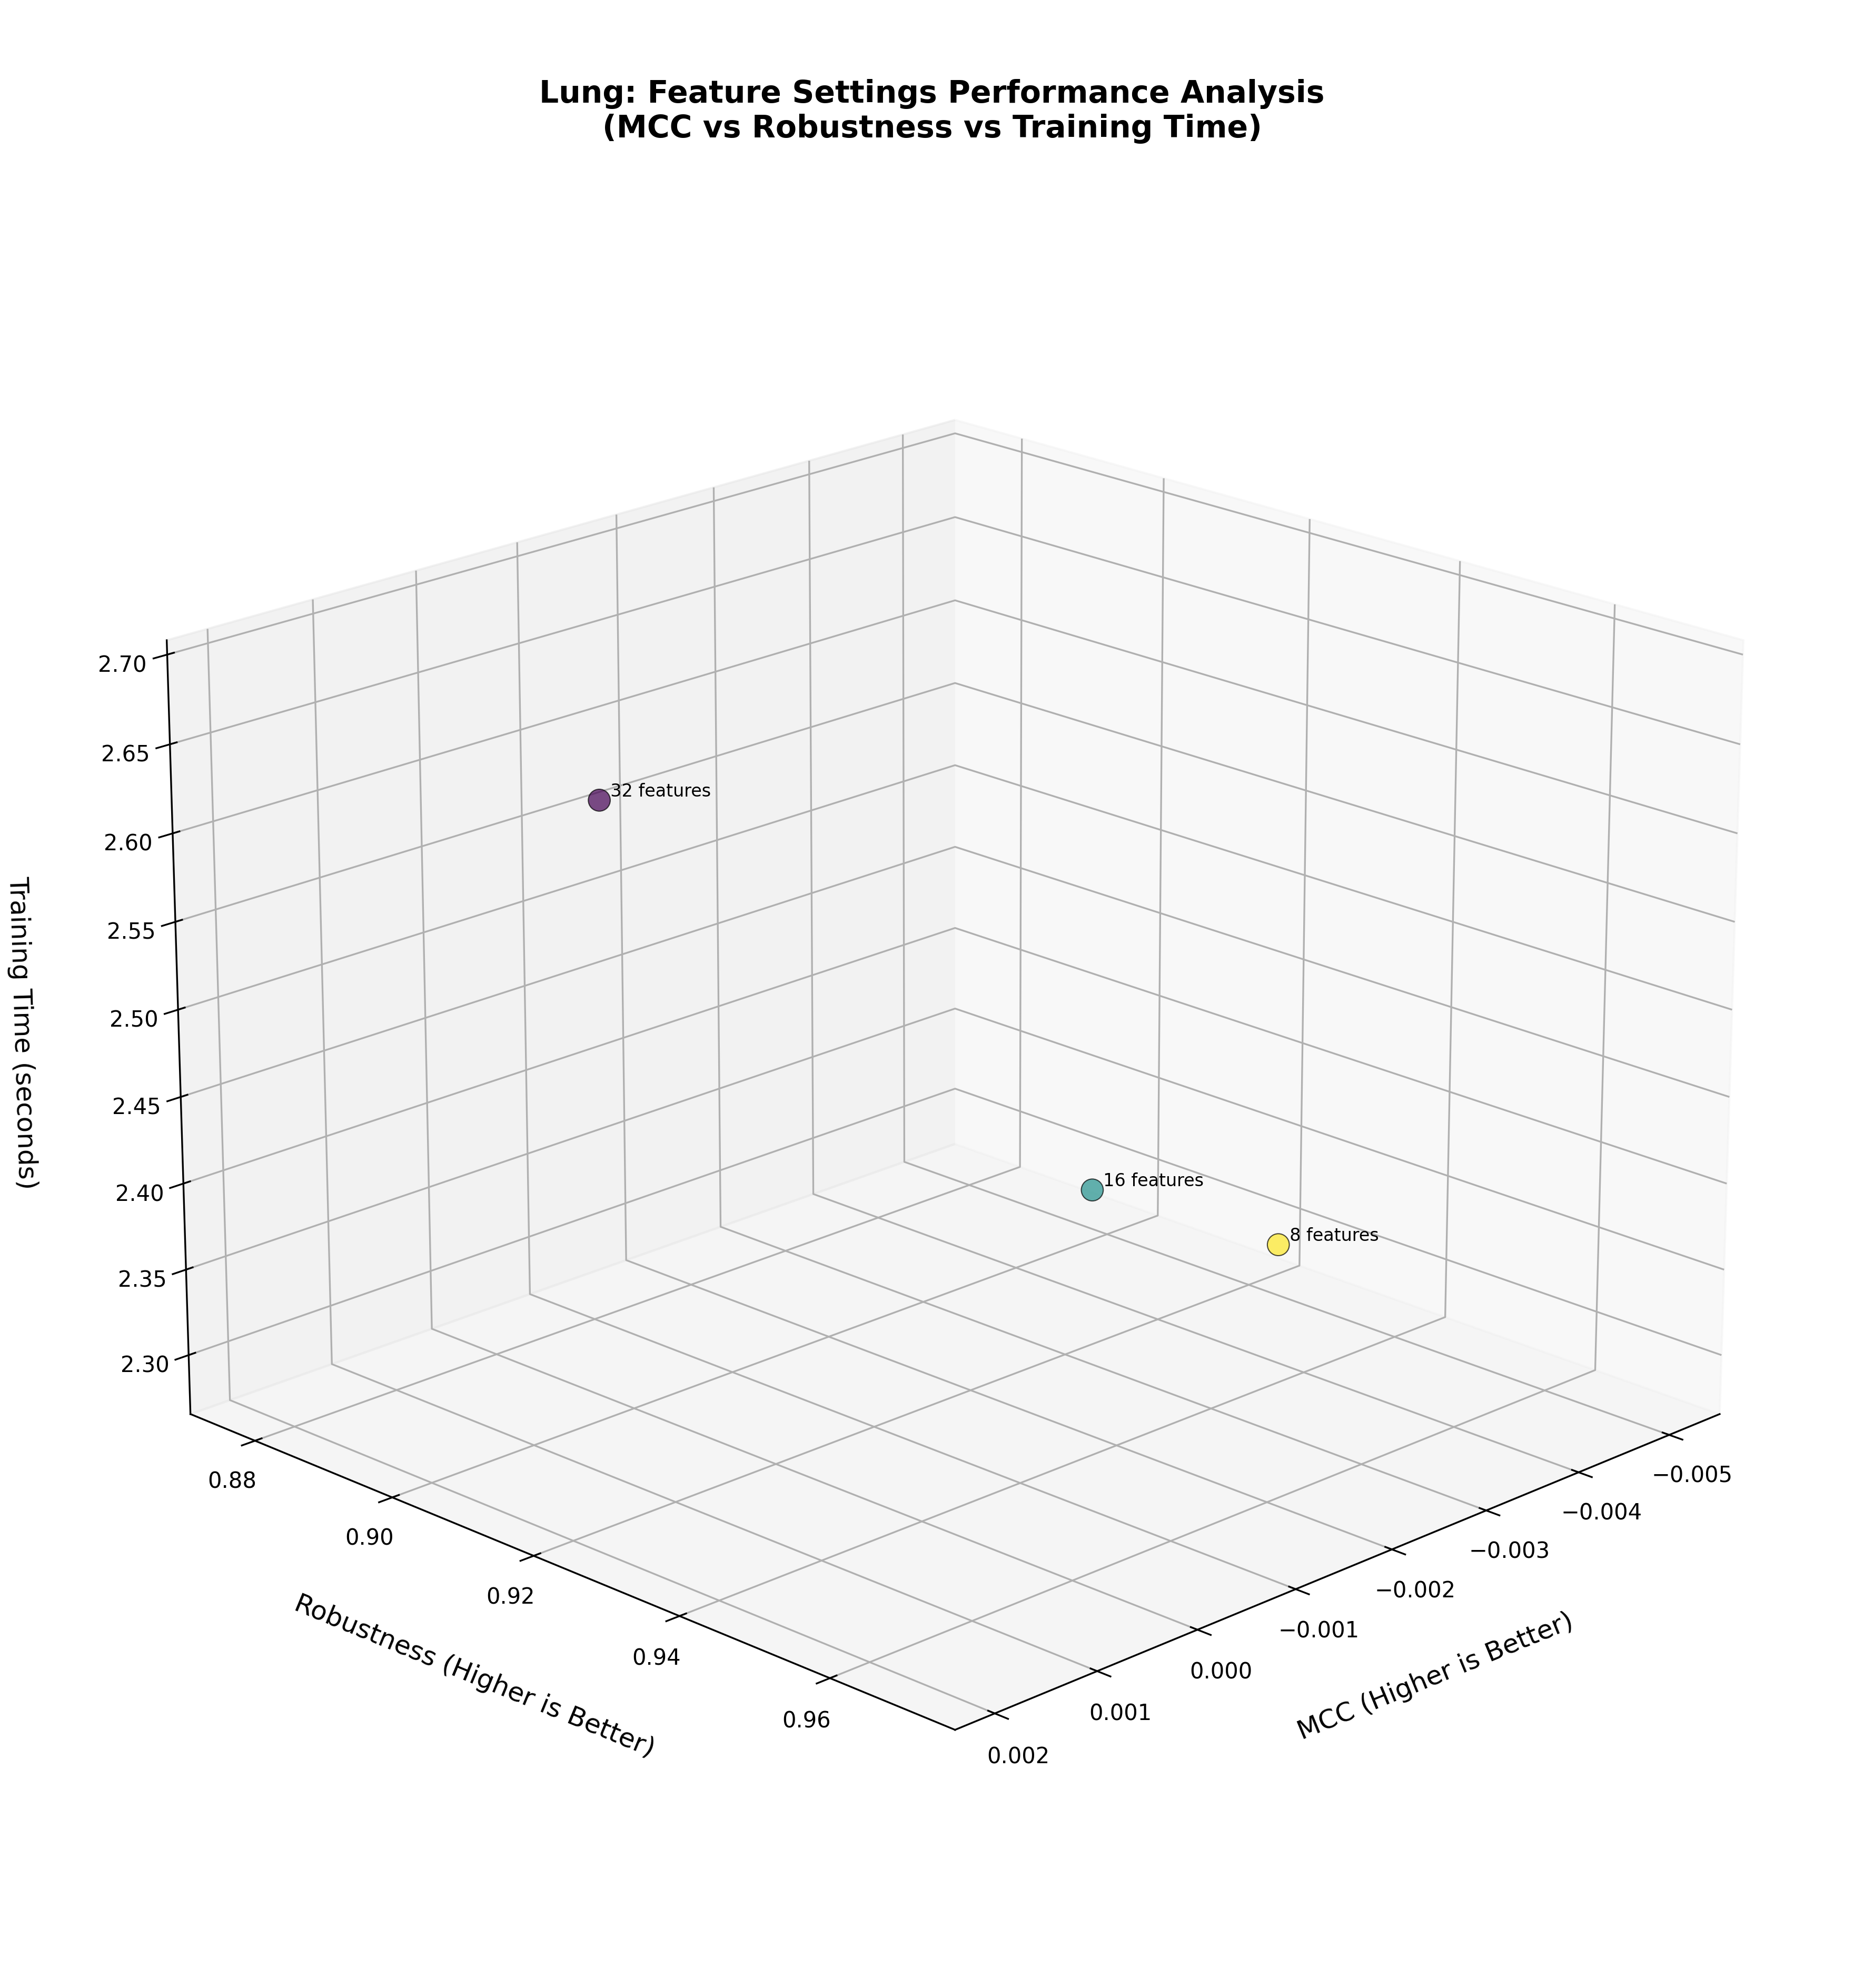 Lung: Feature Settings Performance Analysis
(MCC vs Robustness vs Training Time)
2.70
2.65
2.60
2.55
2.50
2.45
2.40
2.35
2.30
Training Time (seconds)
32 features
16 features
8 features
0.88
0.90
0.92
0.94
0.96
Robustness (Higher is Better)
−0.005
−0.004
−0.003
−0.002
−0.001
0.000
0.001
0.002
MCC (Higher is Better)